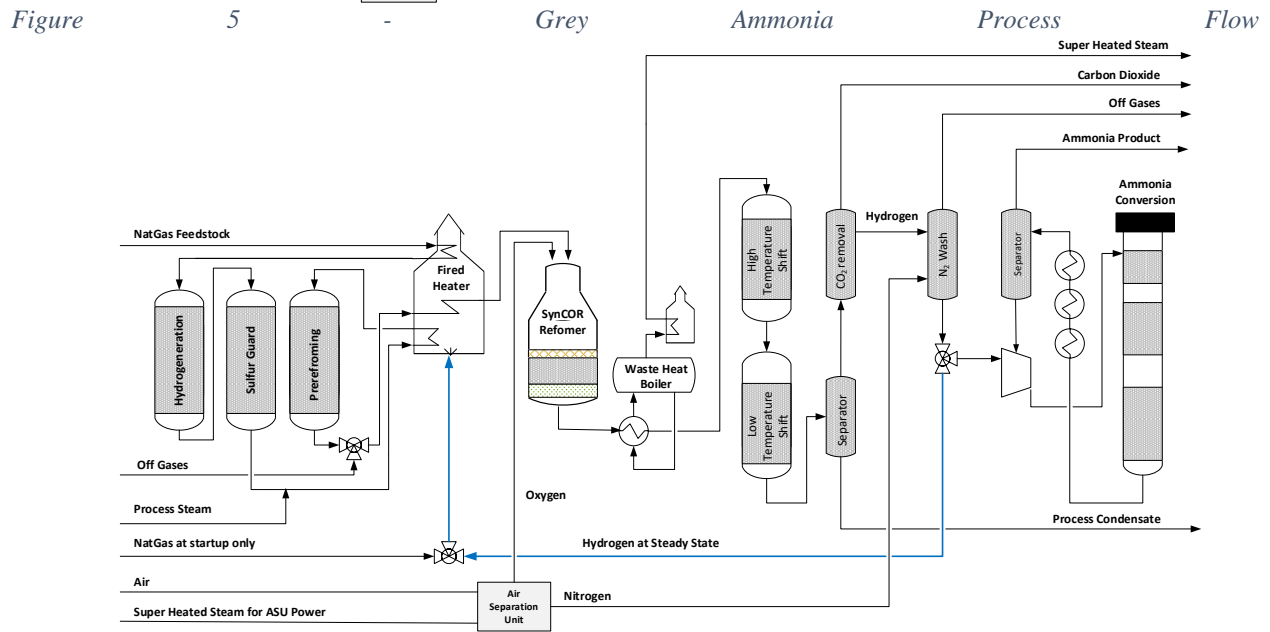 Figure 5 - Grey Ammonia Process Flow
Super Heated Steam
Carbon Dioxide
Off Gases
Ammonia Product
Ammonia
Conversion
NatGas Feedstock
Fired
Heater
Hydrogeneration
Sulfur Guard
Prerefroming
SynCOR
Refomer
Waste Heat
Boiler
High
Temperature
Shift
Low
Temperature
Shift
CO₂ removal
Separator
Hydrogen
N₂ Wash
Separator
Off Gases
Process Steam
NatGas at startup only
Oxygen
Hydrogen at Steady State
Process Condensate
Air
Super Heated Steam for ASU Power
Air
Separation
Unit
Nitrogen